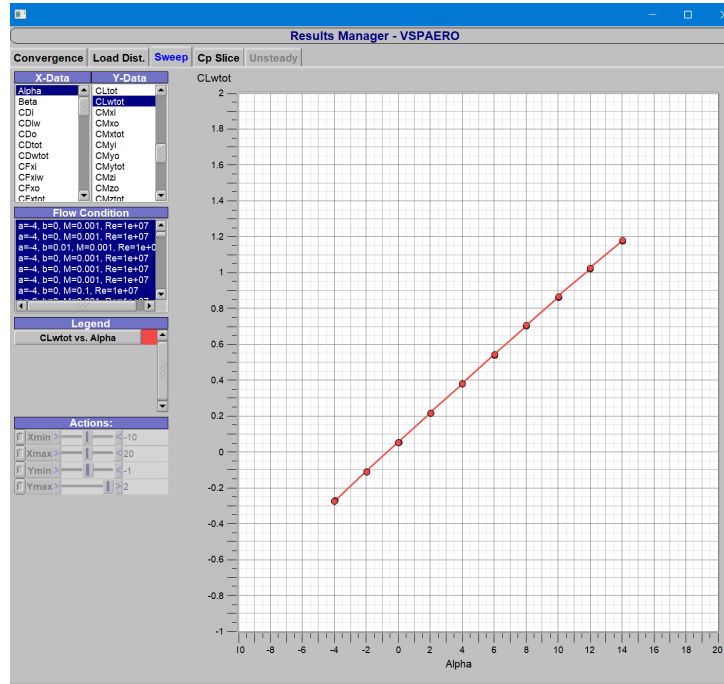 Results Manager - VSPAERO
Convergence Load Dist. Sweep Cp Slice Unsteady
X-Data Y-Data
Alpha CLtot
Beta CLwtot
CDi CMxi
CDiw CMxo
CDo CMxtot
CDtot CMyi
CDwtot CMyo
CFxi CMytot
CFxiw CMzi
CFxo CMzo
CFxtot CMztot
Flow Condition
a=-4, b=0, M=0.001, Re=1e+07
a=-4, b=0, M=0.001, Re=1e+07
a=-4, b=0.01, M=0.001, Re=1e+0
a=-4, b=0, M=0.001, Re=1e+07
a=-4, b=0, M=0.001, Re=1e+07
a=-4, b=0, M=0.001, Re=1e+07
a=-4, b=0, M=0.1, Re=1e+07
Legend
CLwtot vs. Alpha
Actions:
F Xmin > < -10
F Xmax > < 20
F Ymin > < -1
F Ymax > > 2
CLwtot
2
1.8
1.6
1.4
1.2
1
0.8
0.6
0.4
0.2
0
-0.2
-0.4
-0.6
-0.8
-1
10 -8 -6 -4 -2 0 2 4 6 8 10 12 14 16 18 20
Alpha